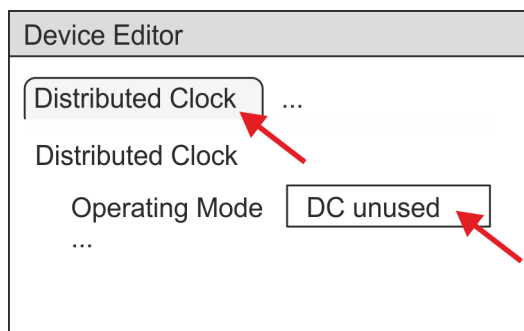 Device Editor
Distributed Clock ...
Distributed Clock
Operating Mode DC unused
...